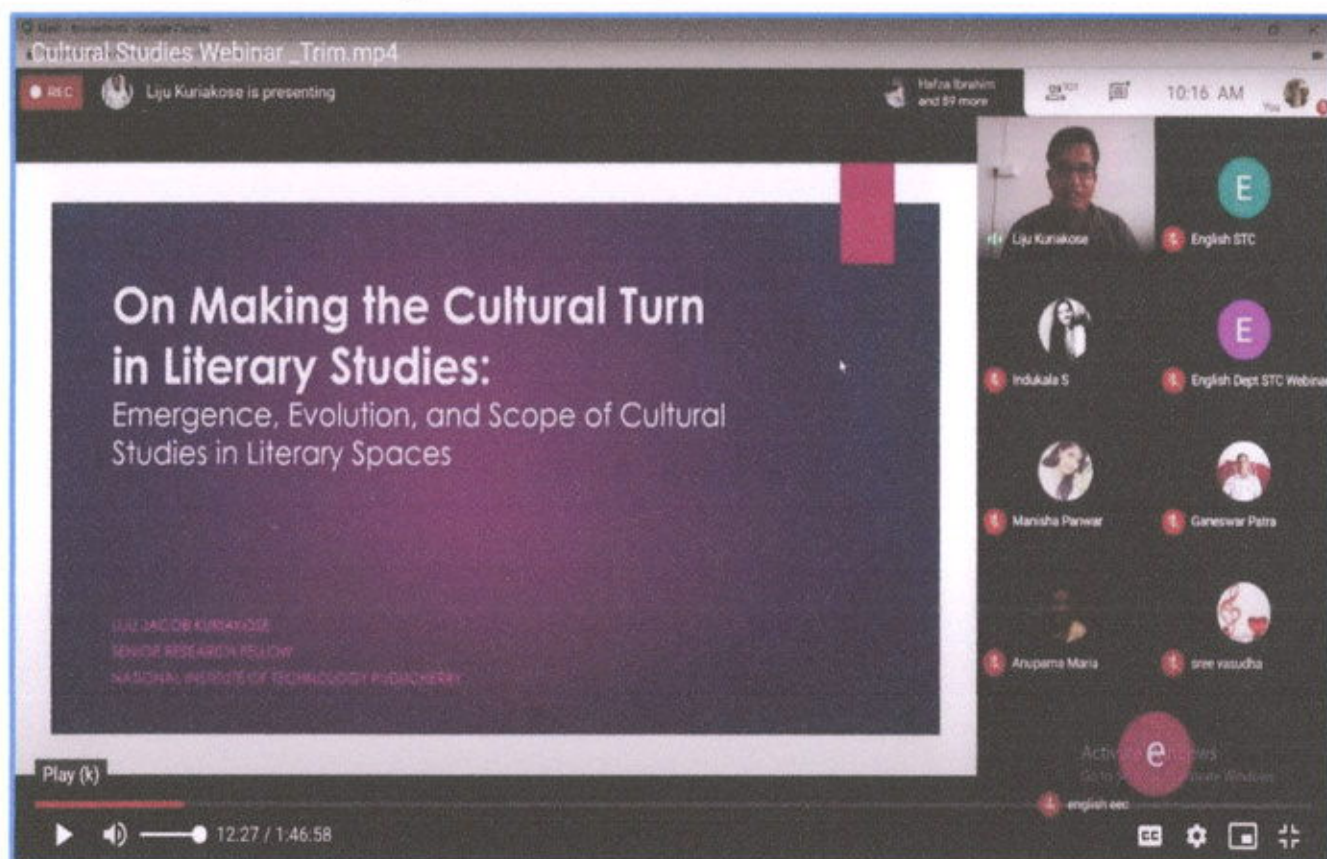 Cultural Studies Webinar _Trim.mp4
REC
Liju Kuriakose is presenting
Hafza Ibrahim
and 89 more
10:16 AM
You
On Making the Cultural Turn
in Literary Studies:
Emergence, Evolution, and Scope of Cultural
Studies in Literary Spaces
LIJU JACOB KURIAKOSE
SENIOR RESEARCH FELLOW
NATIONAL INSTITUTE OF TECHNOLOGY PUDUCHERRY
Liju Kuriakose
E
English STC
Indukala S
E
English Dept STC Webinar
Manisha Panwar
Ganeswar Patra
Anupama Maria
sree vasudha
e
english eec
Windows
Play (k)
12:27 / 1:46:58
CC